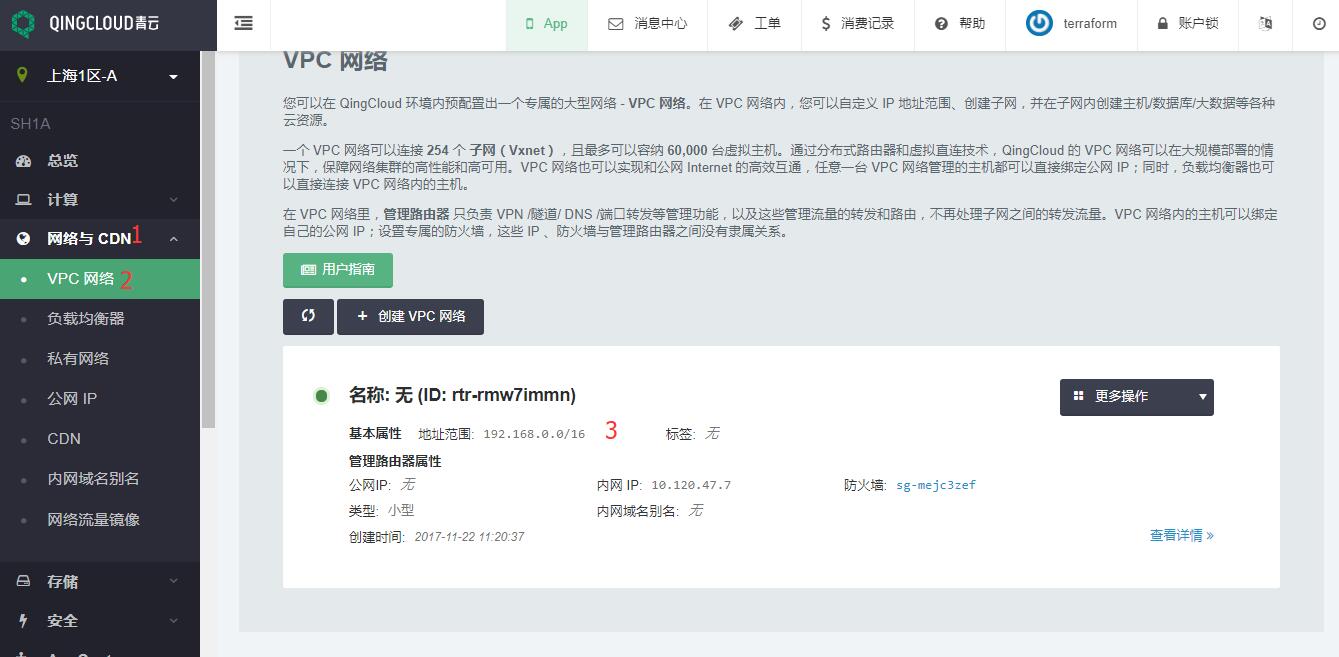 QINGCLOUD青云
App
消息中心
工单
消费记录
帮助
terraform
账户锁
上海1区-A
SH1A
总览
计算
网络与 CDN 1
VPC 网络 2
负载均衡器
私有网络
公网 IP
CDN
内网域名别名
网络流量镜像
存储
安全
VPC 网络
您可以在 QingCloud 环境内预配置出一个专属的大型网络 - VPC 网络。在 VPC 网络内，您可以自定义 IP 地址范围、创建子网，并在子网内创建主机/数据库/大数据等各种
云资源。
一个 VPC 网络可以连接 254 个 子网（Vxnet），且最多可以容纳 60,000 台虚拟主机。通过分布式路由器和虚拟直连技术，QingCloud 的 VPC 网络可以在大规模部署的情
况下，保障网络集群的高性能和高可用。VPC 网络也可以实现和公网 Internet 的高效互通，任意一台 VPC 网络管理的主机都可以直接绑定公网 IP；同时，负载均衡器也可
以直接连接 VPC 网络内的主机。
在 VPC 网络里，管理路由器 只负责 VPN /隧道/ DNS /端口转发等管理功能，以及这些管理流量的转发和路由，不再处理子网之间的转发流量。VPC 网络内的主机可以绑定
自己的公网 IP；设置专属的防火墙，这些 IP 、防火墙与管理路由器之间没有隶属关系。
用户指南
+ 创建 VPC 网络
名称: 无 (ID: rtr-rmw7immn)
更多操作
基本属性 地址范围: 192.168.0.0/16 3 标签: 无
管理路由器属性
公网IP: 无 内网 IP: 10.120.47.7 防火墙: sg-mejc3zef
类型: 小型 内网域名别名: 无
创建时间: 2017-11-22 11:20:37 查看详情 »